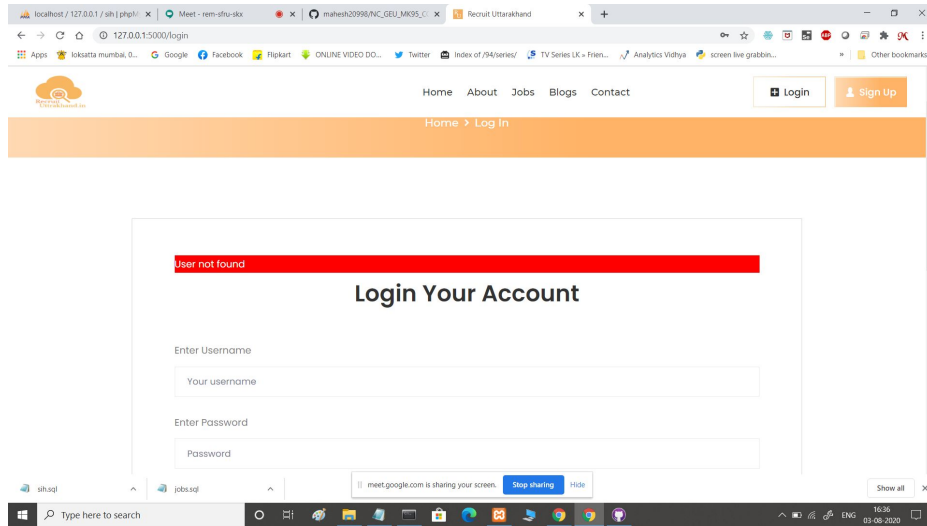 localhost / 127.0.0.1 / sih | phpM
Meet - rem-sfru-skx
mahesh20998/NC_GEU_MK95_C
Recruit Uttarakhand
127.0.0.1:5000/login
Apps
loksatta mumbai, 0...
Google
Facebook
Flipkart
ONLINE VIDEO DO...
Twitter
Index of /94/series/
TV Series LK » Frien...
Analytics Vidhya
screen live grabbin...
»
Other bookmarks
Recruit
Uttrakhand.in
Home About Jobs Blogs Contact
Login
Sign Up
Home > Log In
User not found
Login Your Account
Enter Username
Your username
Enter Password
Password
sih.sql
jobs.sql
meet.google.com is sharing your screen.
Stop sharing
Hide
Show all
Type here to search
ENG
16:36
03-08-2020